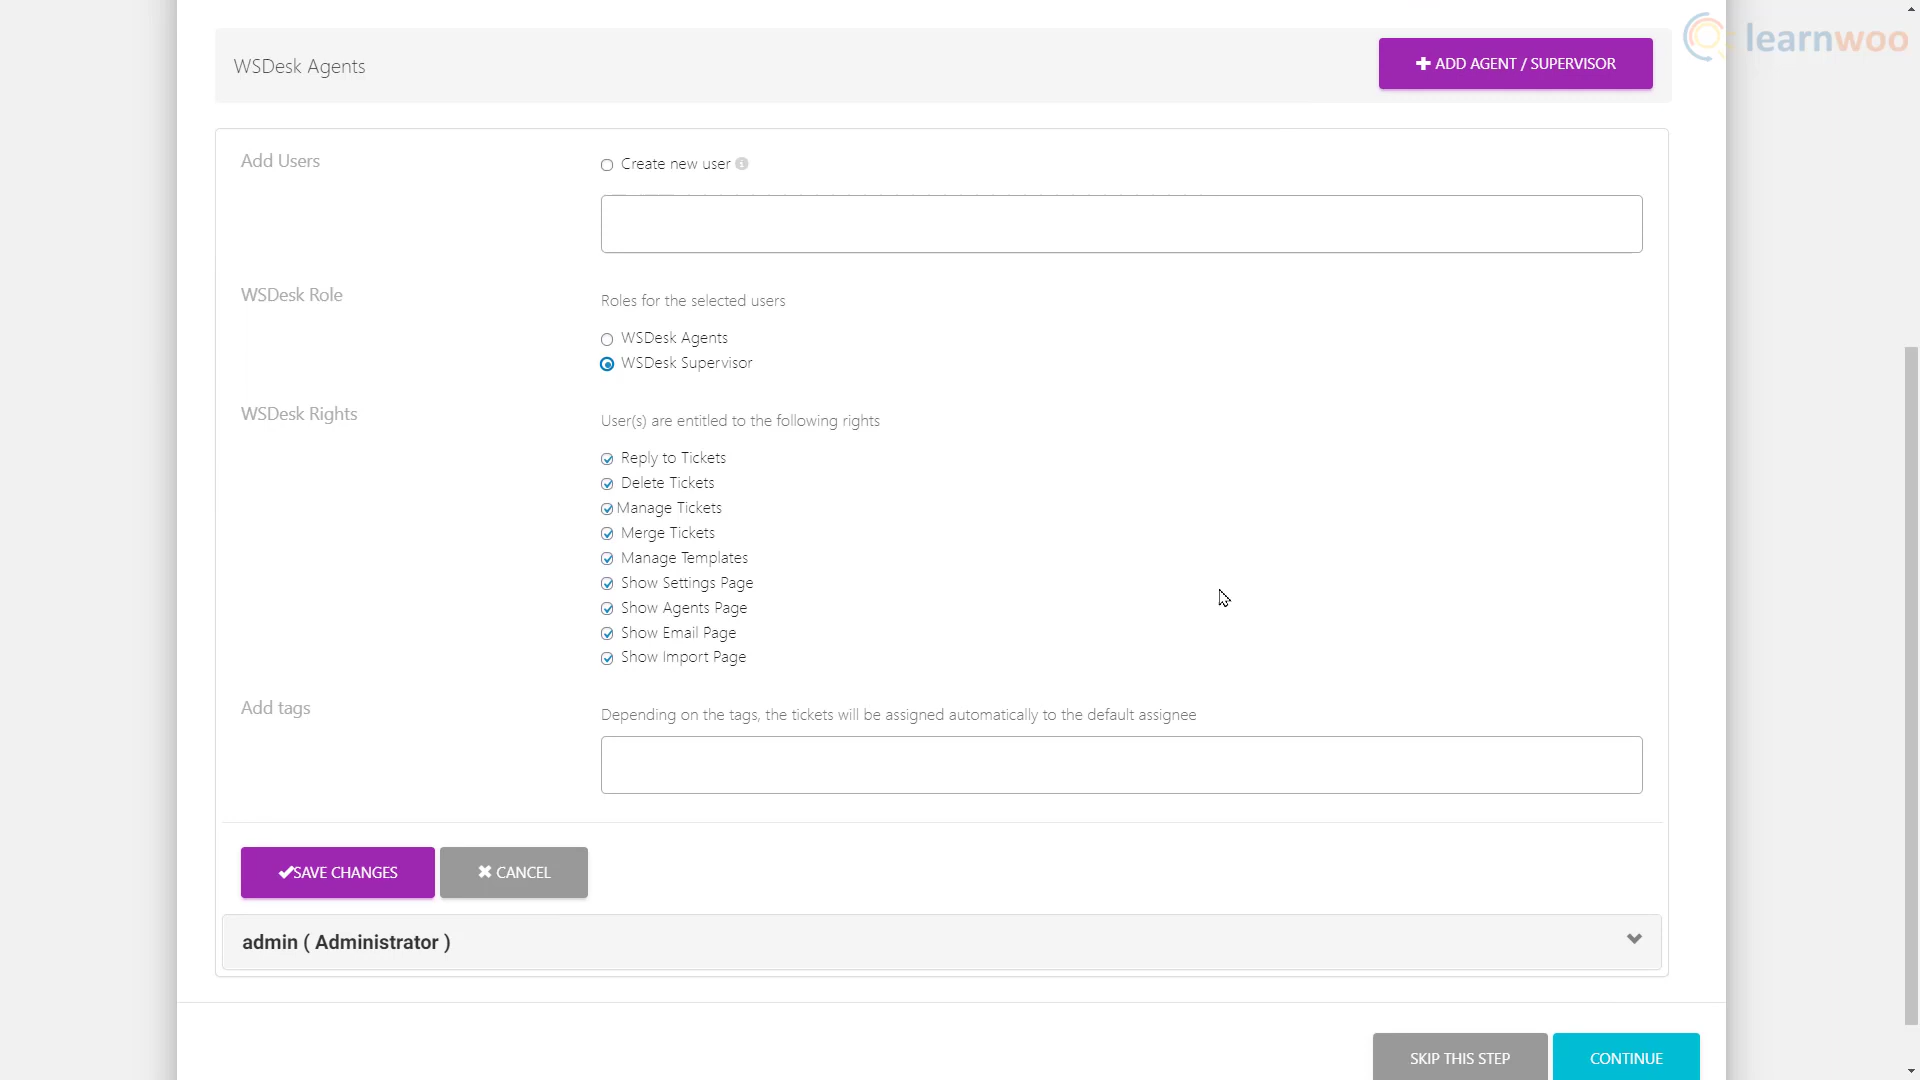 learnwoo
WSDesk Agents
ADD AGENT / SUPERVISOR
Add Users
Create new user
WSDesk Role
Roles for the selected users
WSDesk Agents
WSDesk Supervisor
WSDesk Rights
User(s) are entitled to the following rights
Reply to Tickets
Delete Tickets
Manage Tickets
Merge Tickets
Manage Templates
Show Settings Page
Show Agents Page
Show Email Page
Show Import Page
Add tags
Depending on the tags, the tickets will be assigned automatically to the default assignee
SAVE CHANGES
CANCEL
admin ( Administrator )
SKIP THIS STEP
CONTINUE